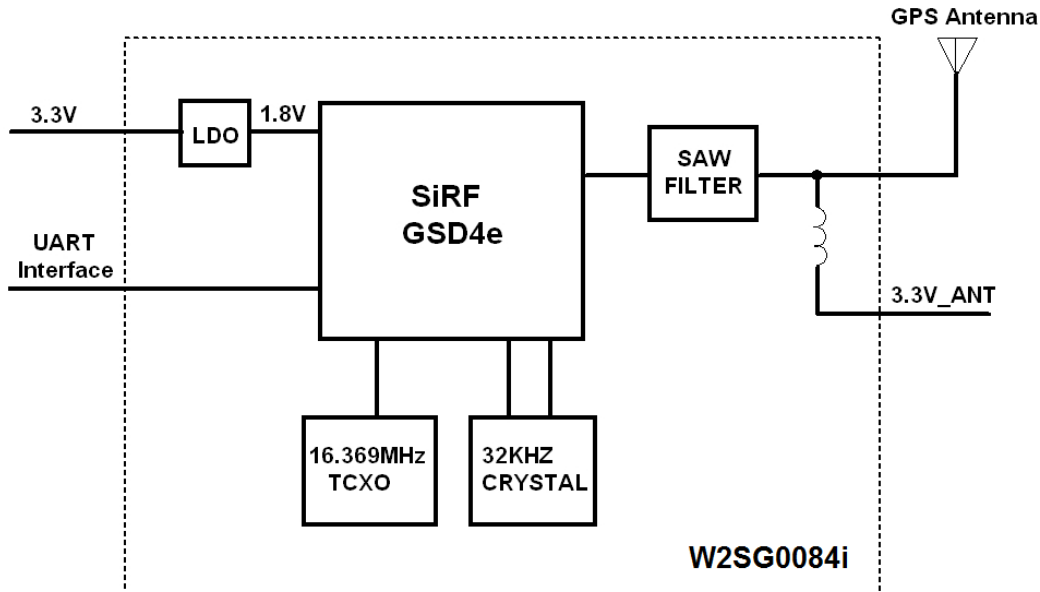 GPS Antenna
3.3V
LDO
1.8V
SiRF
GSD4e
SAW
FILTER
UART
Interface
3.3V_ANT
16.369MHz
TCXO
32KHZ
CRYSTAL
W2SG0084i